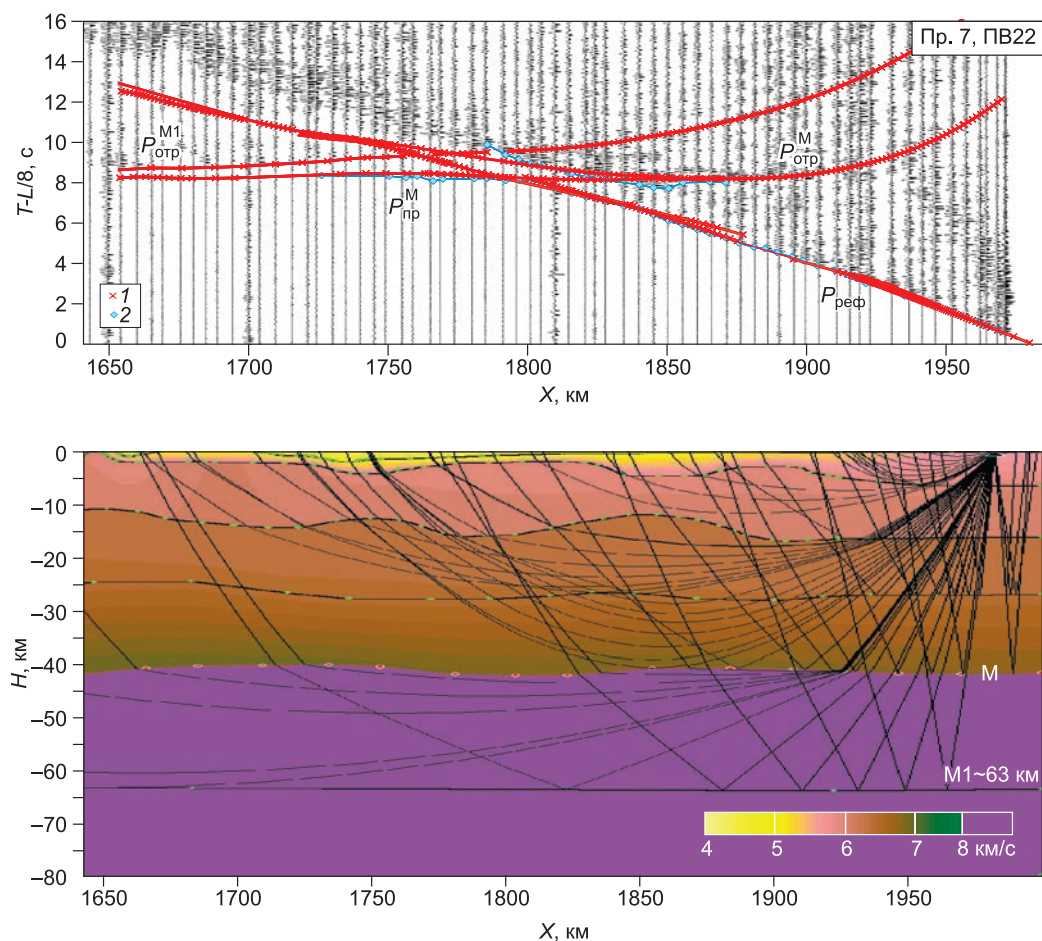 Пр. 7, ПВ22
T-L/8, с
16
14
12
10
8
6
4
2
0
P отр M1
P пр M
P отр M
P реф
1
2
1650 1700 1750 1800 1850 1900 1950
X, км
H, км
0
–5
–10
–20
–30
–40
–50
–60
–70
–80
M
M1~63 км
4 5 6 7 8 км/с
1650 1700 1750 1800 1850 1900 1950
X, км